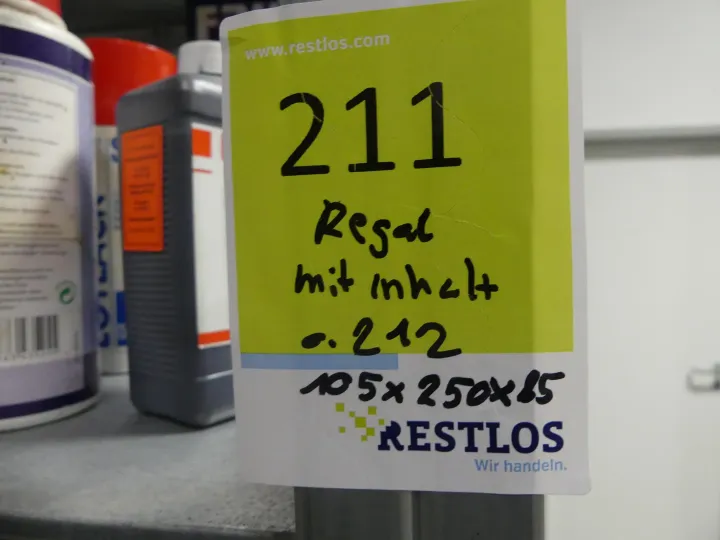 www.restlos.com
211
Regal
mit inhalt
o. 212
105x250x85
RESTLOS
Wir handeln.